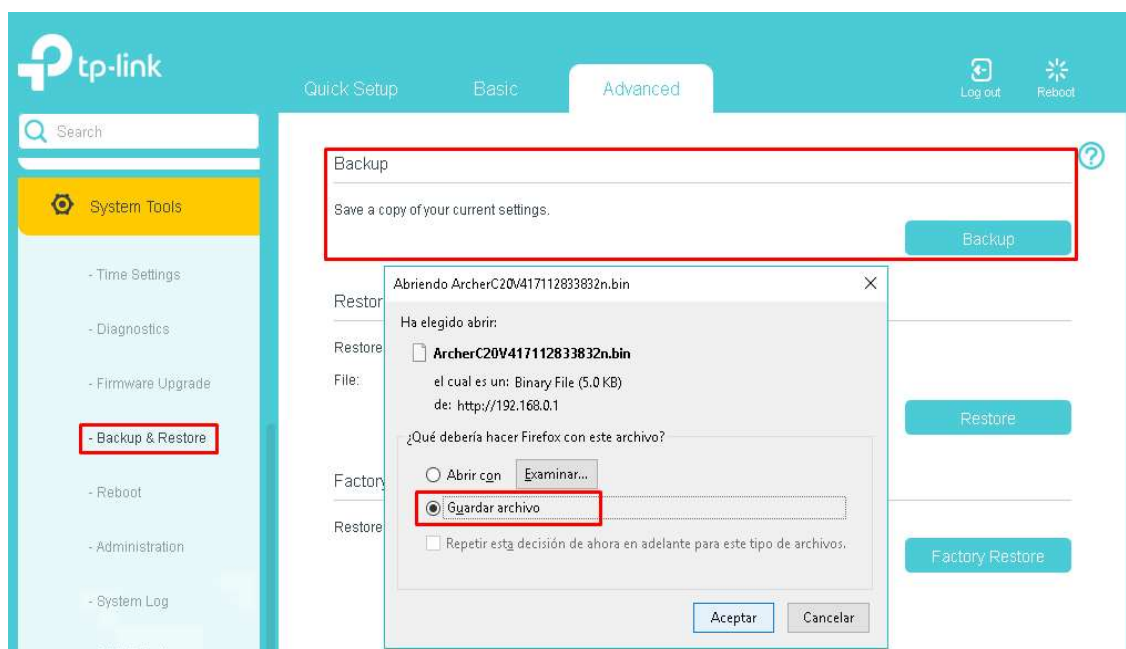 tp-link
Quick Setup
Basic
Advanced
Log out
Reboot
Search
System Tools
- Time Settings
- Diagnostics
- Firmware Upgrade
- Backup & Restore
- Reboot
- Administration
- System Log
Backup
Save a copy of your current settings.
Backup
Restor
Restore
File:
Restore
Factory
Restore
Factory Restore
Abriendo ArcherC20V417112833832n.bin
Ha elegido abrir:
ArcherC20V417112833832n.bin
el cual es un: Binary File (5.0 KB)
de: http://192.168.0.1
¿Qué debería hacer Firefox con este archivo?
Abrir con Examinar...
Guardar archivo
Repetir esta decisión de ahora en adelante para este tipo de archivos.
Aceptar Cancelar